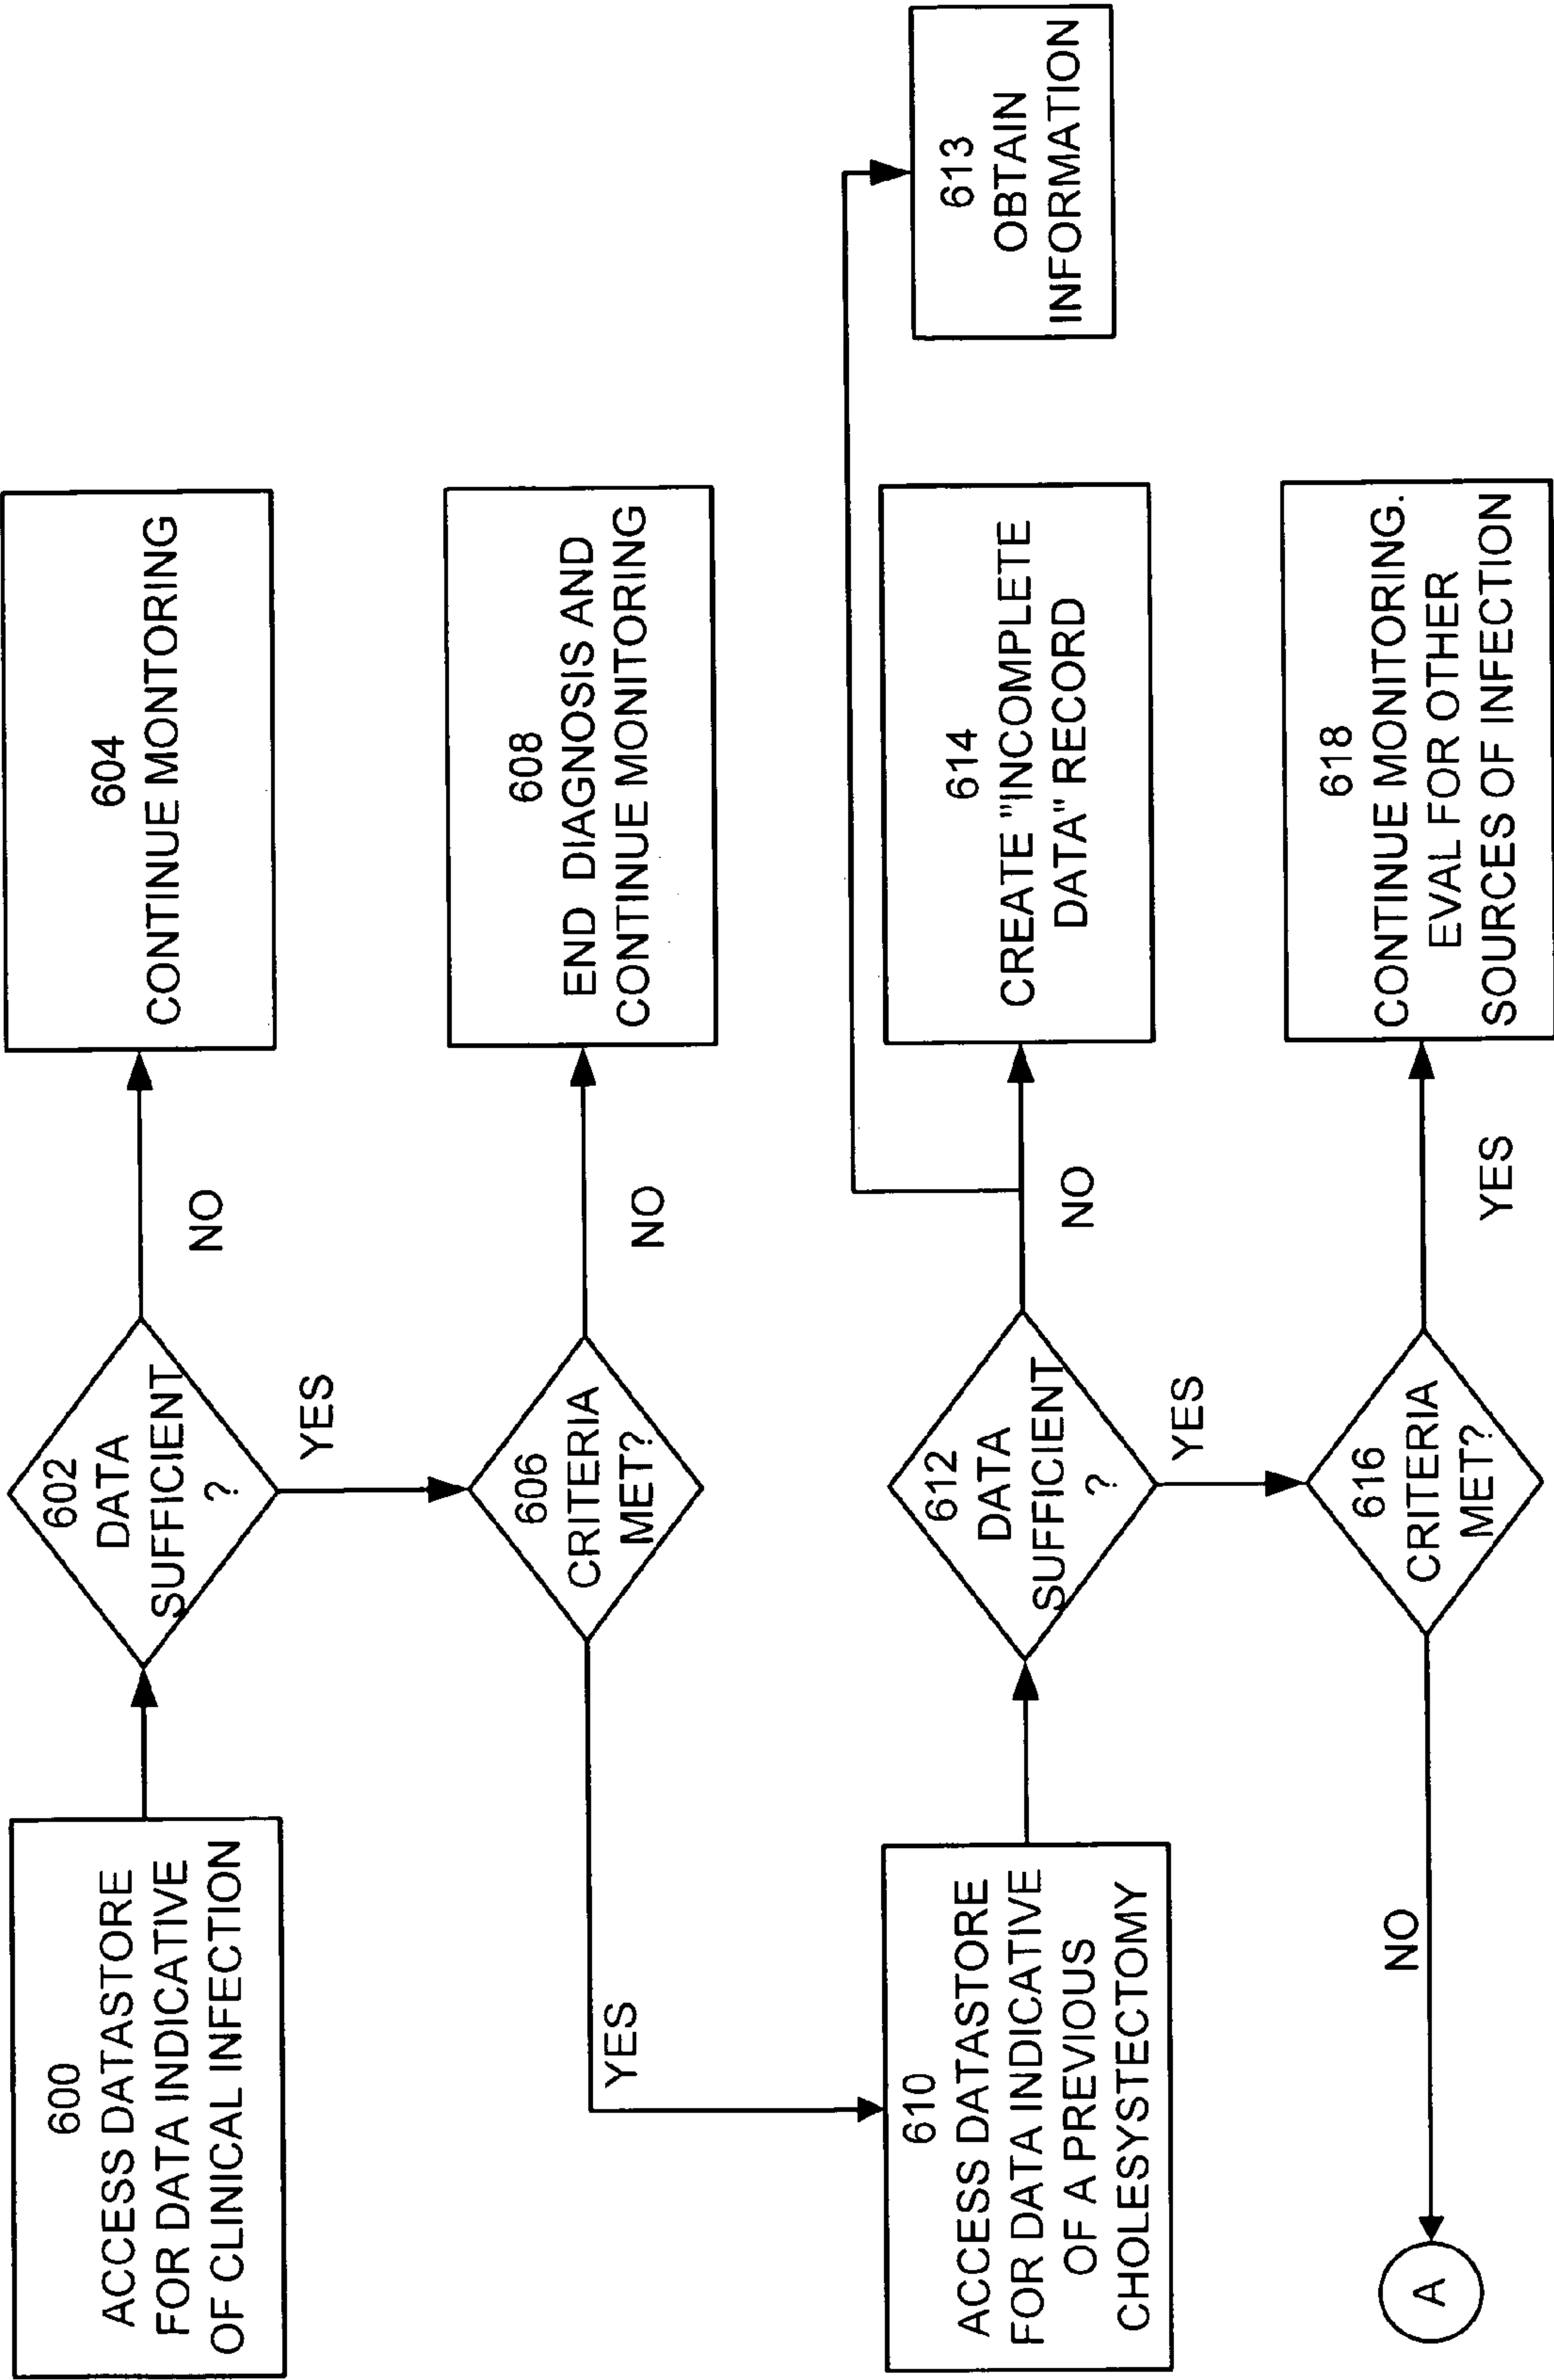 600
ACCESS DATASTORE
FOR DATA INDICATIVE
OF CLINICAL INFECTION
602
DATA
SUFFICIENT
?
NO
604
CONTINUE MONTORING
YES
606
CRITERIA
MET?
NO
608
END DIAGNOSIS AND
CONTINUE MONITORING
YES
610
ACCESS DATASTORE
FOR DATA INDICATIVE
OF A PREVIOUS
CHOLESYSTECTOMY
612
DATA
SUFFICIENT
?
NO
614
CREATE "INCOMPLETE
DATA" RECORD
613
OBTAIN
INFORMATION
YES
616
CRITERIA
MET?
YES
618
CONTINUE MONITORING.
EVAL FOR OTHER
SOURCES OF INFECTION
NO
A